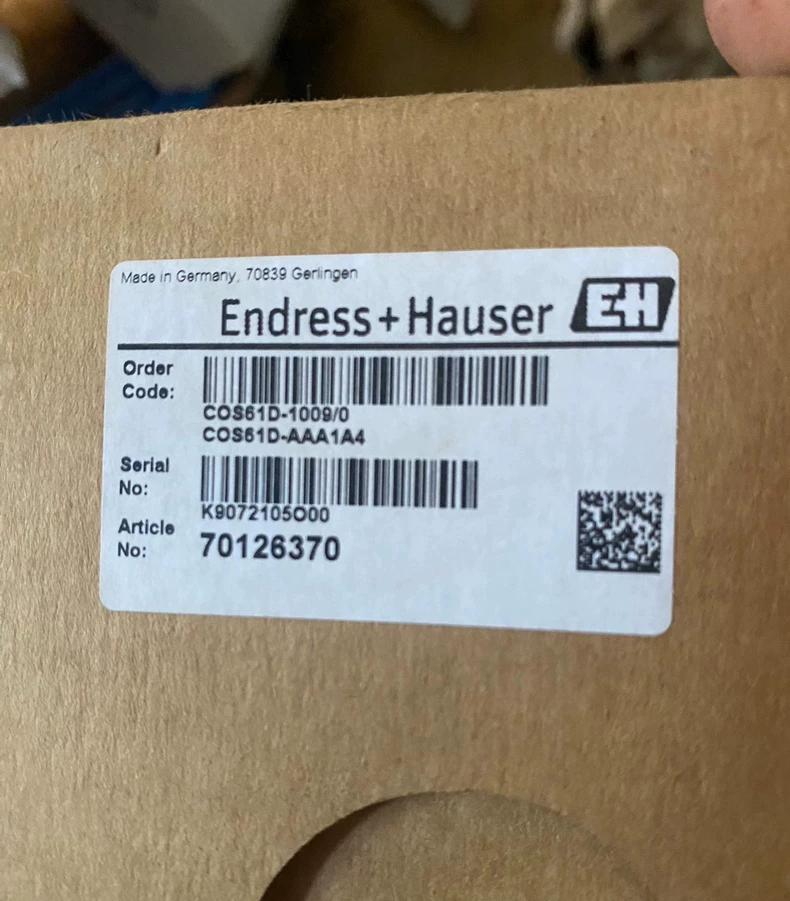 Made in Germany, 70839 Gerlingen
Endress+Hauser EH
Order
Code:
COS61D-1009/0
COS61D-AAA1A4
Serial
No:
K9072105O00
Article
No:
70126370